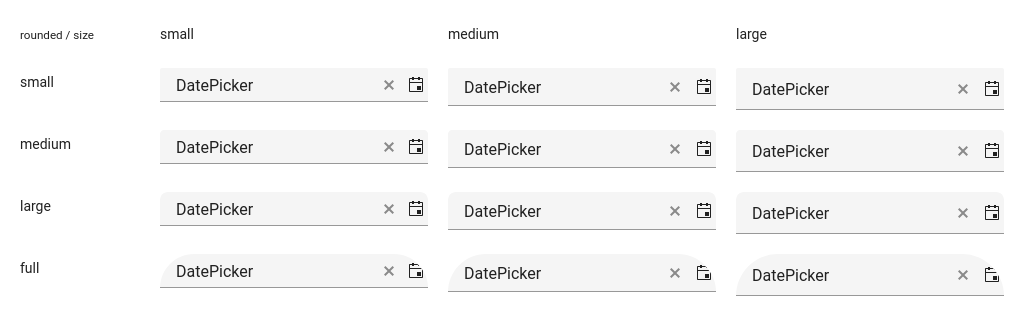 rounded / size small medium large
small DatePicker DatePicker DatePicker
medium DatePicker DatePicker DatePicker
large DatePicker DatePicker DatePicker
full DatePicker DatePicker DatePicker